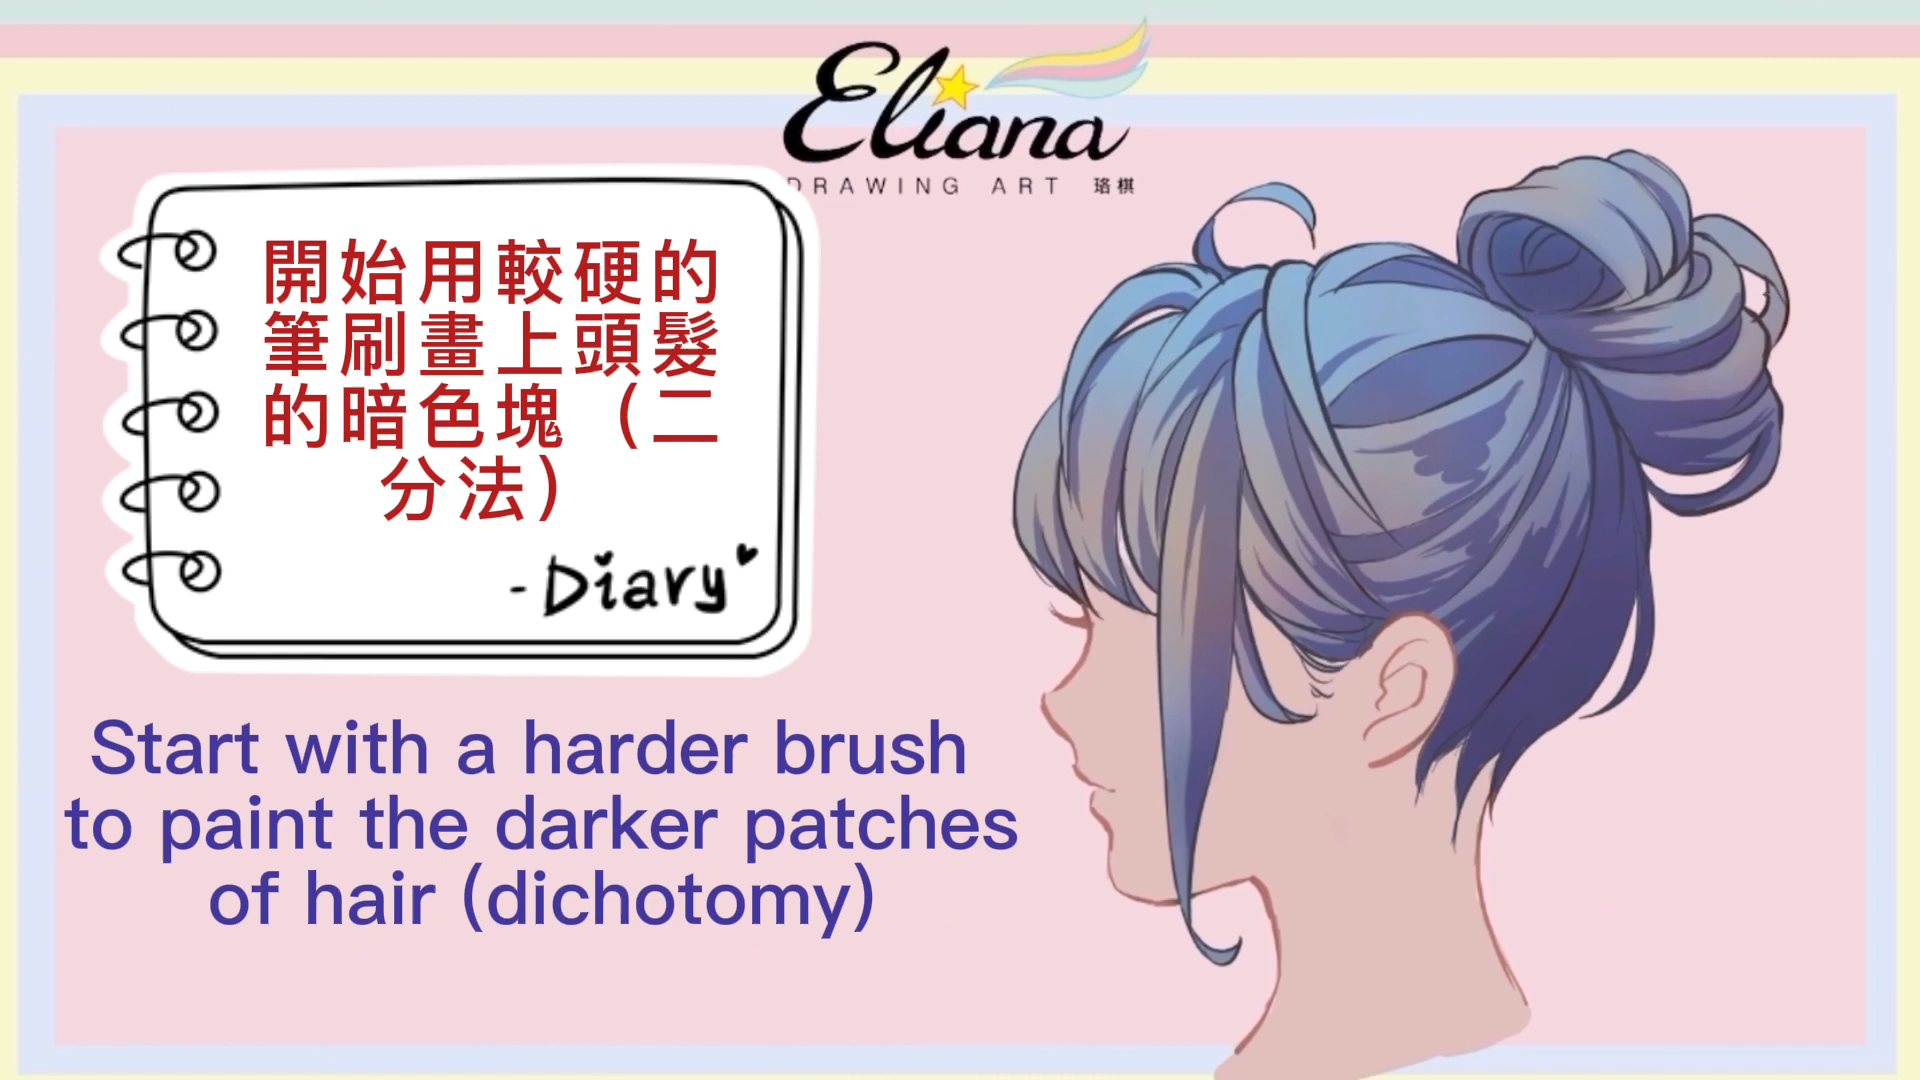 Eliana
DRAWING ART 珞棋
開始用較硬的
筆刷畫上頭髮
的暗色塊（二
分法）
-Diary
Start with a harder brush
to paint the darker patches
of hair (dichotomy)